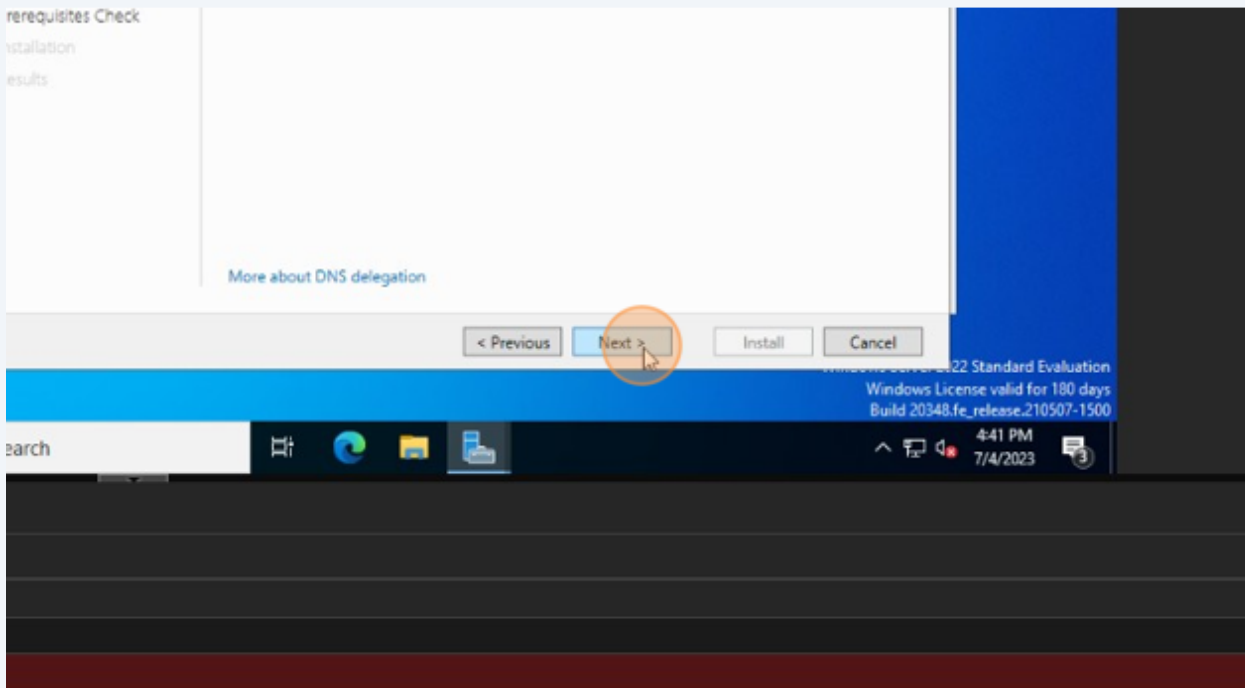 rerequisites Check
nstallation
esults
More about DNS delegation
< Previous
Next >
Install
Cancel
22 Standard Evaluation
Windows License valid for 180 days
Build 20348.fe_release.210507-1500
earch
4:41 PM
7/4/2023
3